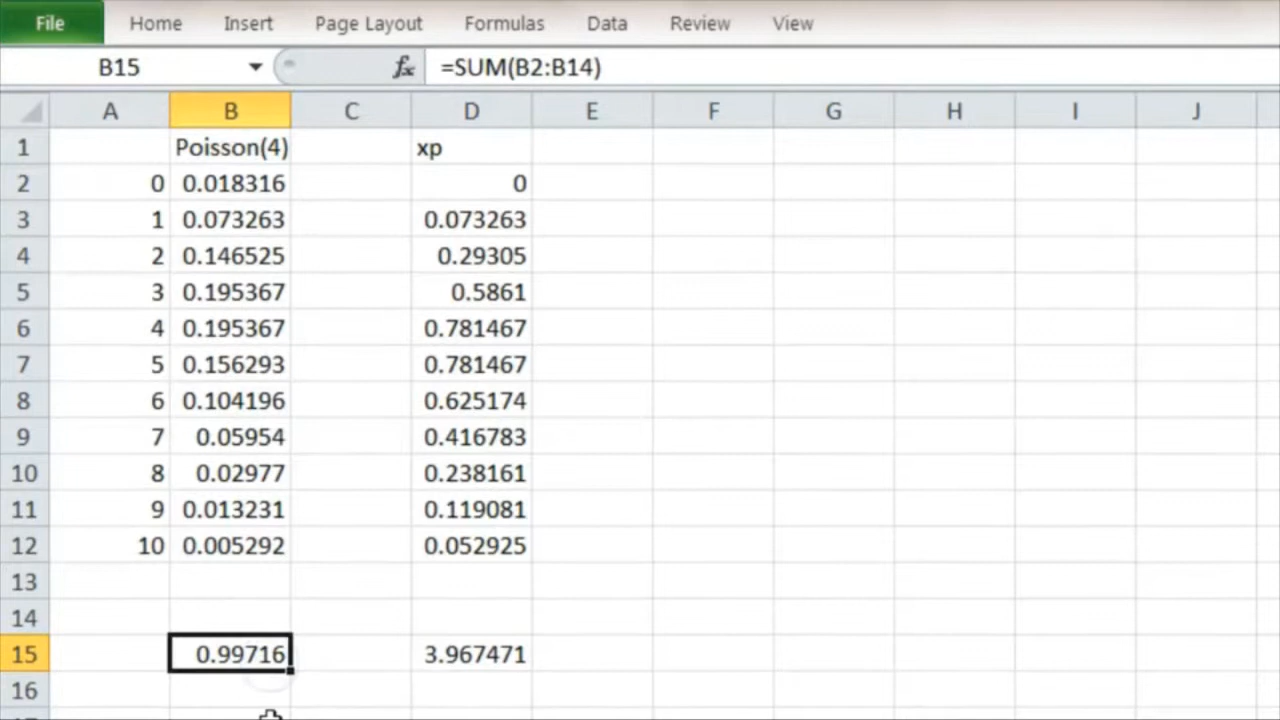 File Home Insert Page Layout Formulas Data Review View
B15 fx =SUM(B2:B14)
A B C D E F G H I J
1 Poisson(4) xp
2 0 0.018316 0
3 1 0.073263 0.073263
4 2 0.146525 0.29305
5 3 0.195367 0.5861
6 4 0.195367 0.781467
7 5 0.156293 0.781467
8 6 0.104196 0.625174
9 7 0.05954 0.416783
10 8 0.02977 0.238161
11 9 0.013231 0.119081
12 10 0.005292 0.052925
13
14
15 0.99716 3.967471
16